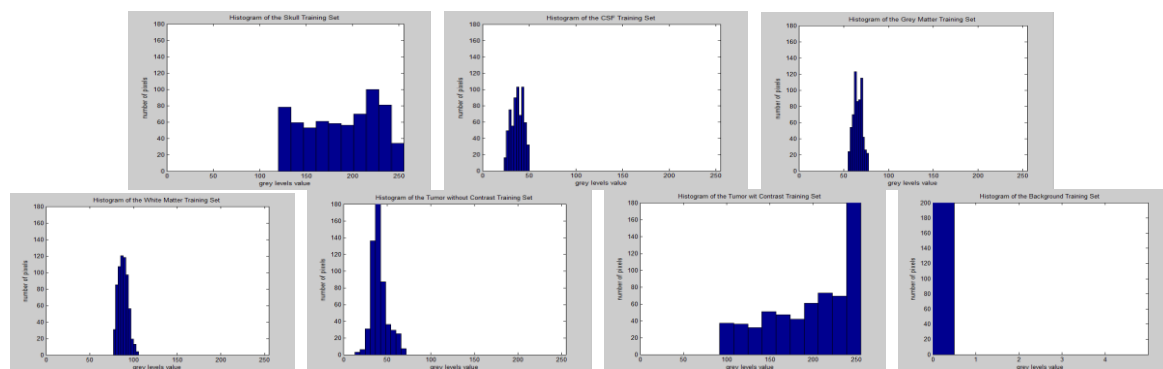 Histogram of the Skull Training Set
180
160
140
120
100
80
60
40
20
0
number of pixels
0 50 100 150 200 250
grey levels value
Histogram of the CSF Training Set
180
160
140
120
100
80
60
40
20
0
number of pixels
0 50 100 150 200 250
grey levels value
Histogram of the Grey Matter Training Set
180
160
140
120
100
80
60
40
20
0
number of pixels
0 50 100 150 200 250
grey levels value
Histogram of the White Matter Training Set
180
160
140
120
100
80
60
40
20
0
number of pixels
0 50 100 150 200 250
grey levels value
Histogram of the Tumor without Contrast Training Set
180
160
140
120
100
80
60
40
20
0
number of pixels
0 50 100 150 200 250
grey levels value
Histogram of the Tumor wit Contrast Training Set
180
160
140
120
100
80
60
40
20
0
number of pixels
0 50 100 150 200 250
grey levels value
Histogram of the Background Training Set
200
180
160
140
120
100
80
60
40
20
0
number of pixels
0 1 2 3 4
grey levels value